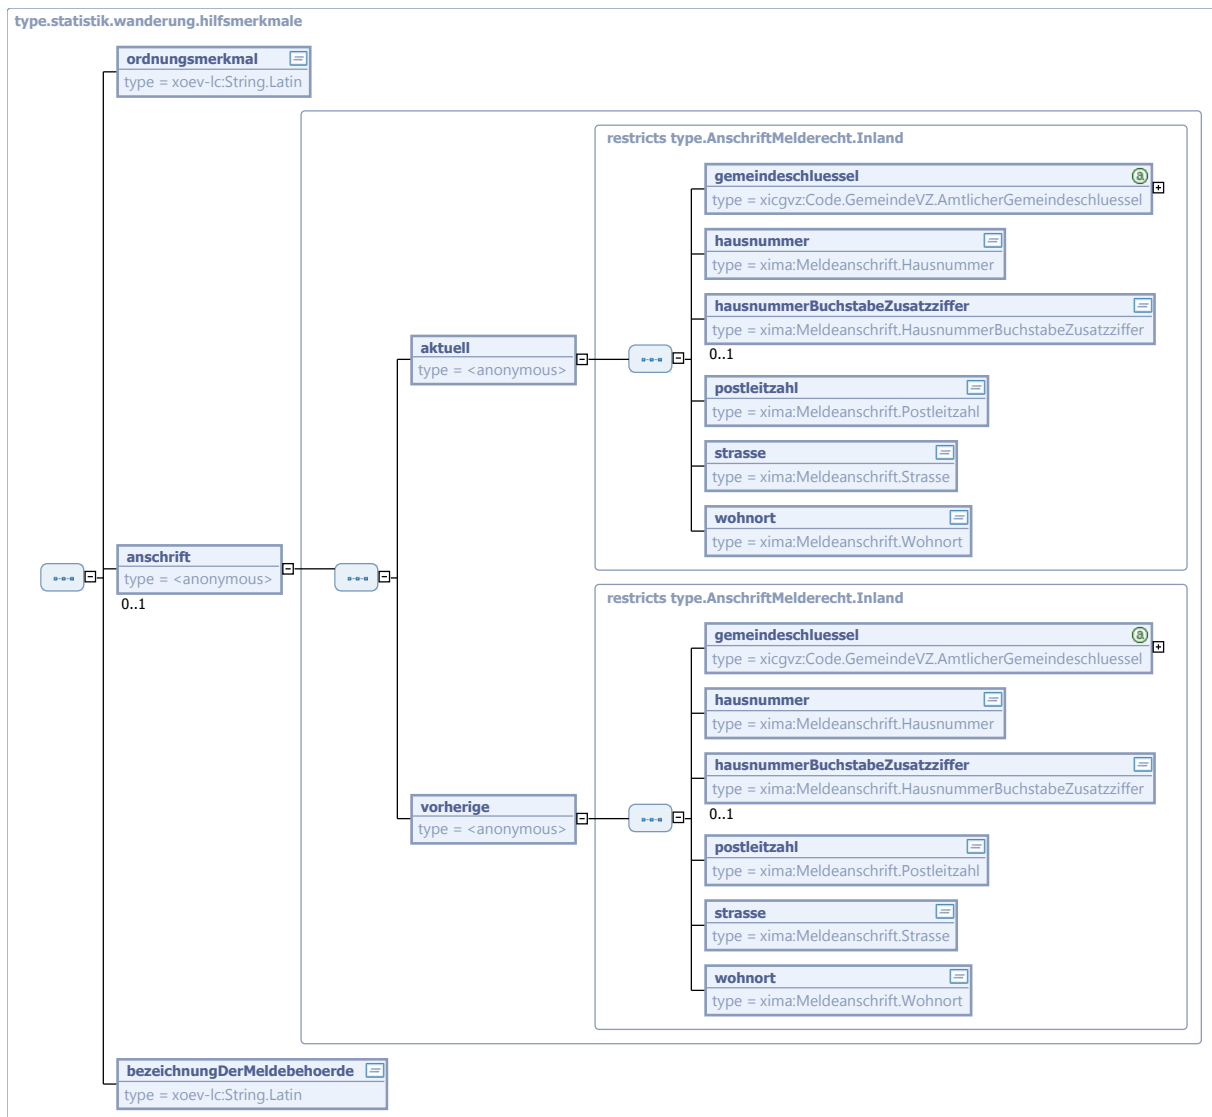 type.statistik.wanderung.hilfsmerkmale
ordnungsmerkmal
type = xoev-lc:String.Latin
anschrift
type = <anonymous>
0..1
aktuell
type = <anonymous>
restricts type.AnschriftMelderecht.Inland
gemeindeschluessel
type = xicgvz:Code.GemeindeVZ.AmtlicherGemeindeschluessel
hausnummer
type = xima:Meldeanschrift.Hausnummer
hausnummerBuchstabeZusatzziffer
type = xima:Meldeanschrift.HausnummerBuchstabeZusatzziffer
0..1
postleitzahl
type = xima:Meldeanschrift.Postleitzahl
strasse
type = xima:Meldeanschrift.Strasse
wohnort
type = xima:Meldeanschrift.Wohnort
vorherige
type = <anonymous>
restricts type.AnschriftMelderecht.Inland
gemeindeschluessel
type = xicgvz:Code.GemeindeVZ.AmtlicherGemeindeschluessel
hausnummer
type = xima:Meldeanschrift.Hausnummer
hausnummerBuchstabeZusatzziffer
type = xima:Meldeanschrift.HausnummerBuchstabeZusatzziffer
0..1
postleitzahl
type = xima:Meldeanschrift.Postleitzahl
strasse
type = xima:Meldeanschrift.Strasse
wohnort
type = xima:Meldeanschrift.Wohnort
bezeichnungDerMeldebehoerde
type = xoev-lc:String.Latin